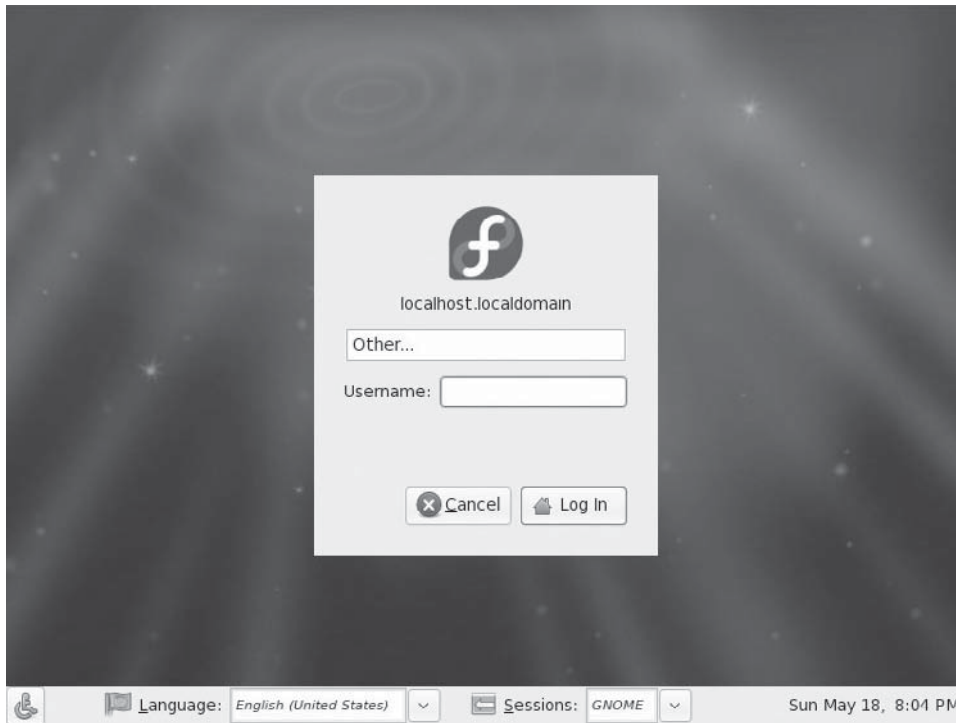 localhost.localdomain
Other...
Username:
Cancel
Log In
Language: English (United States) Sessions: GNOME Sun May 18, 8:04 PM